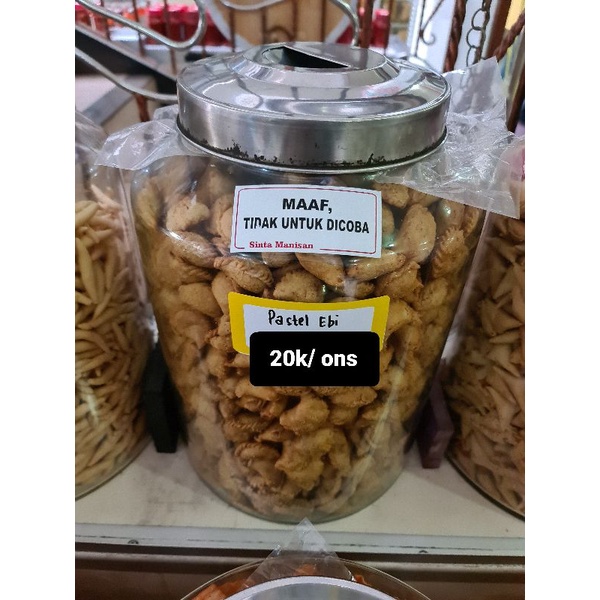 MAAF,
TIDAK UNTUK DICOBA
Sinta Manisan
Pastel Ebi
20k/ ons